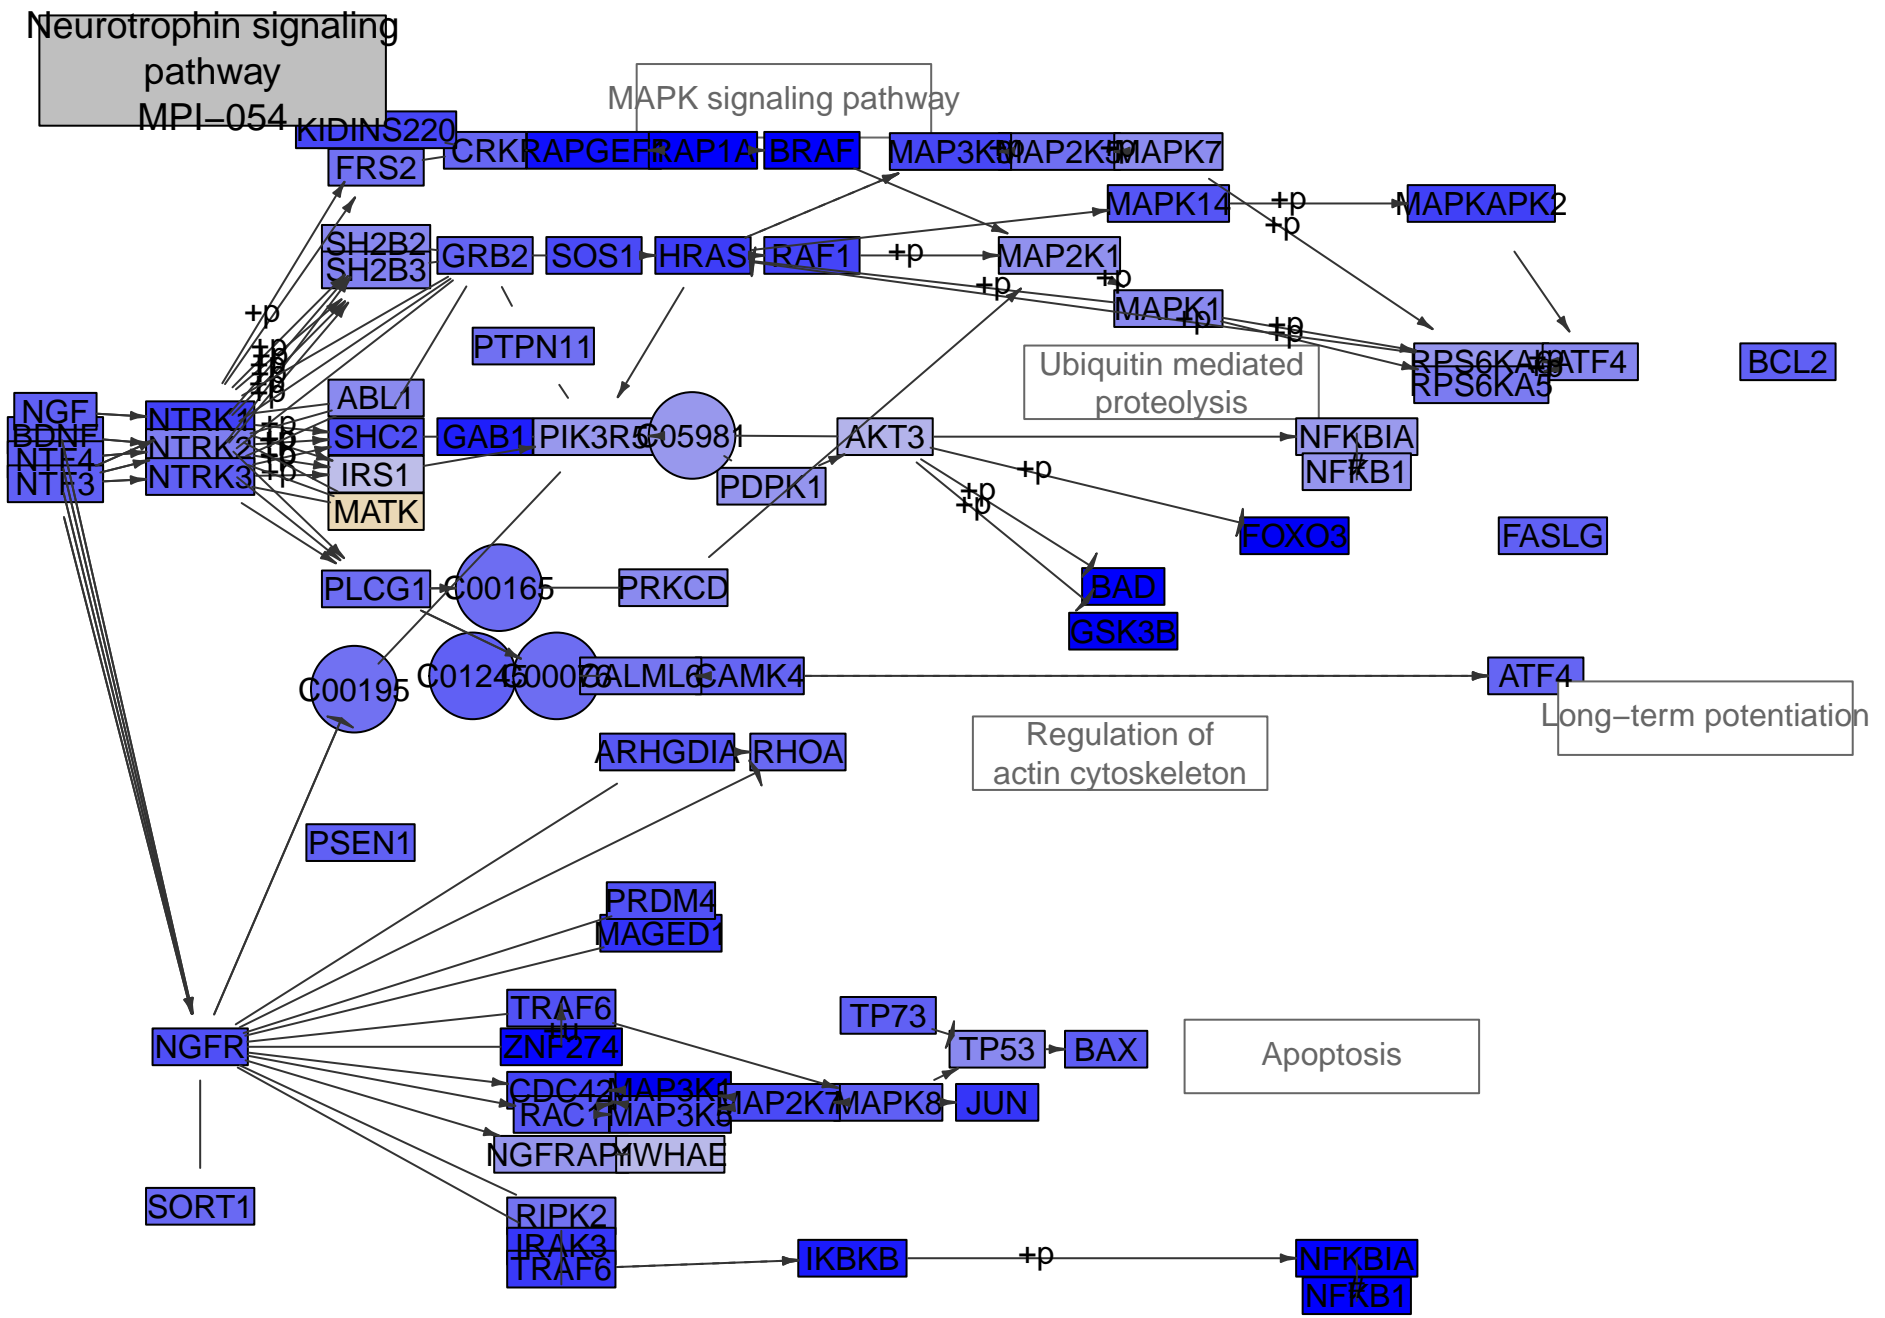 Neurotrophin signaling
pathway
MPI−054
MAPK signaling pathway
KIDINS220
FRS2
RAP1A
BRAF
MAP2K5
MAPK7
MAPK14
+p
MAPKAPK2
+p
SH2B2
SH2B3
GRB2
SOS1
HRAS
RAF1
+p
MAP2K1
+p
+p
MAPK1
+p
+p
+p
+p
PTPN11
Ubiquitin mediated
proteolysis
RPS6KA5
ATF4
BCL2
+p
+p
+p
+p
+p
ABL1
NGF
BDNF
NTF4
NTF3
NTRK1
NTRK2
NTRK3
+p
+p
+p
+p
SHC2
GAB1
PIK3R5
C05981
AKT3
NFKBIA
NFKB1
IRS1
MATK
PDPK1
+p
+p
+p
FOXO3
FASLG
PLCG1
C00165
PRKCD
BAD
GSK3B
C00195
C01245
C00076
CALML6
CAMK4
ATF4
Long−term potentiation
Regulation of
actin cytoskeleton
ARHGDIA
RHOA
PSEN1
PRDM4
MAGED1
TRAF6
+u
ZNF274
NGFR
TP73
TP53
BAX
Apoptosis
CDC42
MAP3K1
RAC1
MAP3K5
MAP2K7
MAPK8
JUN
NGFRAP1
YWHAE
SORT1
RIPK2
IRAK3
TRAF6
IKBKB
+p
NFKBIA
NFKB1